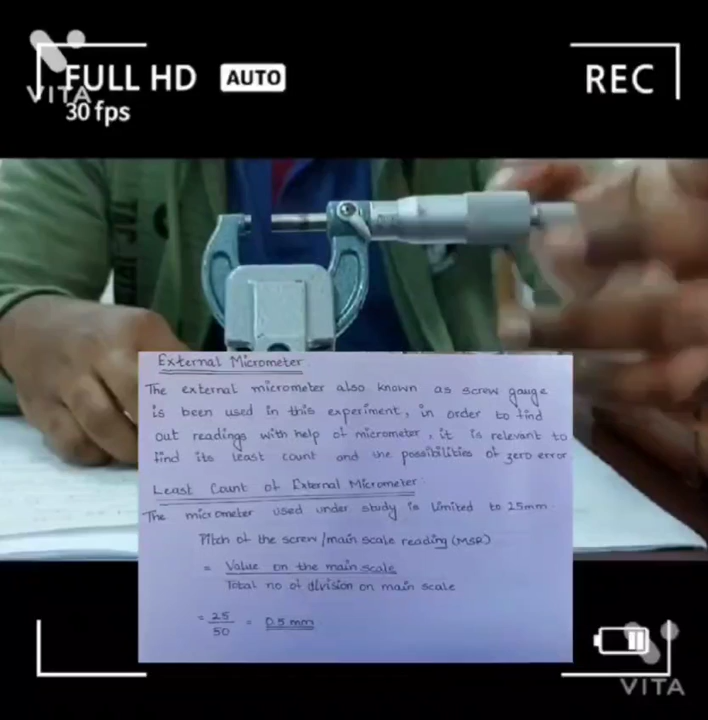 VITA
FULL HD AUTO
30 fps
REC
External Micrometer
The external micrometer also known as screw gauge
is been used in this experiment, in order to find
out readings with help of micrometer, it is relevant to
find its least count and the possibilities of zero error
Least Count of External Micrometer
The micrometer used under study is limited to 25mm
Pitch of the screw/main scale reading (MSR)
= Value on the main scale
Total no of division on main scale
= 25
50
= 0.5 mm
VITA